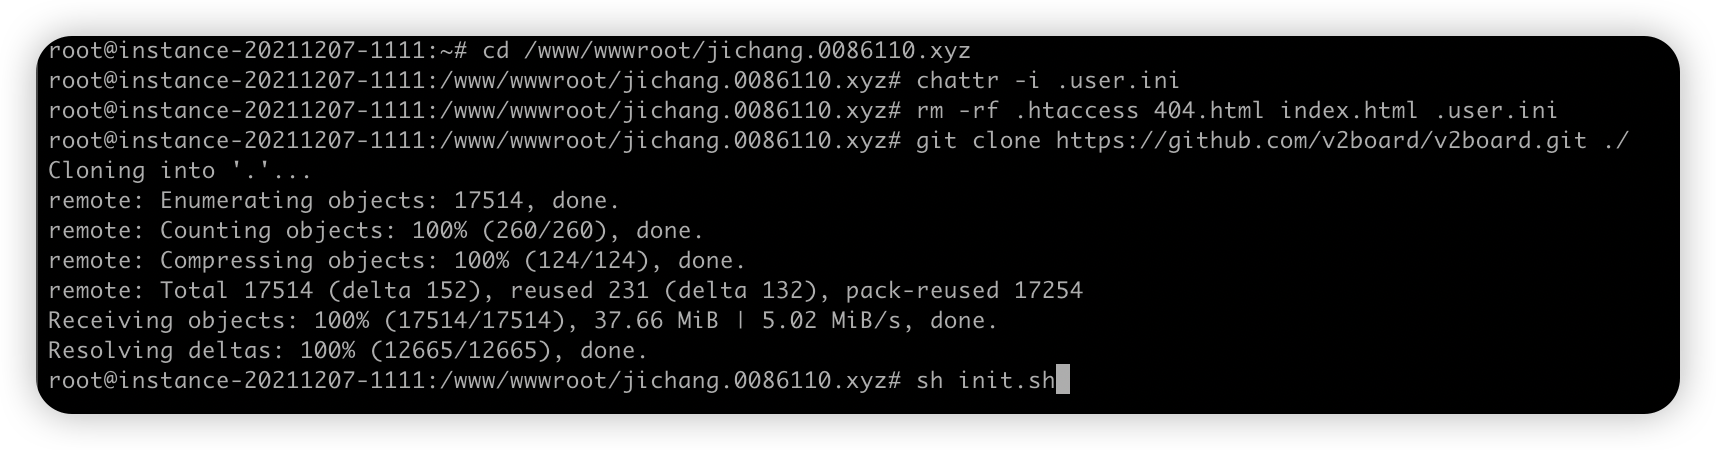 root@instance-20211207-1111:~# cd /www/wwwroot/jichang.0086110.xyz
root@instance-20211207-1111:/www/wwwroot/jichang.0086110.xyz# chattr -i .user.ini
root@instance-20211207-1111:/www/wwwroot/jichang.0086110.xyz# rm -rf .htaccess 404.html index.html .user.ini
root@instance-20211207-1111:/www/wwwroot/jichang.0086110.xyz# git clone https://github.com/v2board/v2board.git ./
Cloning into '.'...
remote: Enumerating objects: 17514, done.
remote: Counting objects: 100% (260/260), done.
remote: Compressing objects: 100% (124/124), done.
remote: Total 17514 (delta 152), reused 231 (delta 132), pack-reused 17254
Receiving objects: 100% (17514/17514), 37.66 MiB | 5.02 MiB/s, done.
Resolving deltas: 100% (12665/12665), done.
root@instance-20211207-1111:/www/wwwroot/jichang.0086110.xyz# sh init.sh